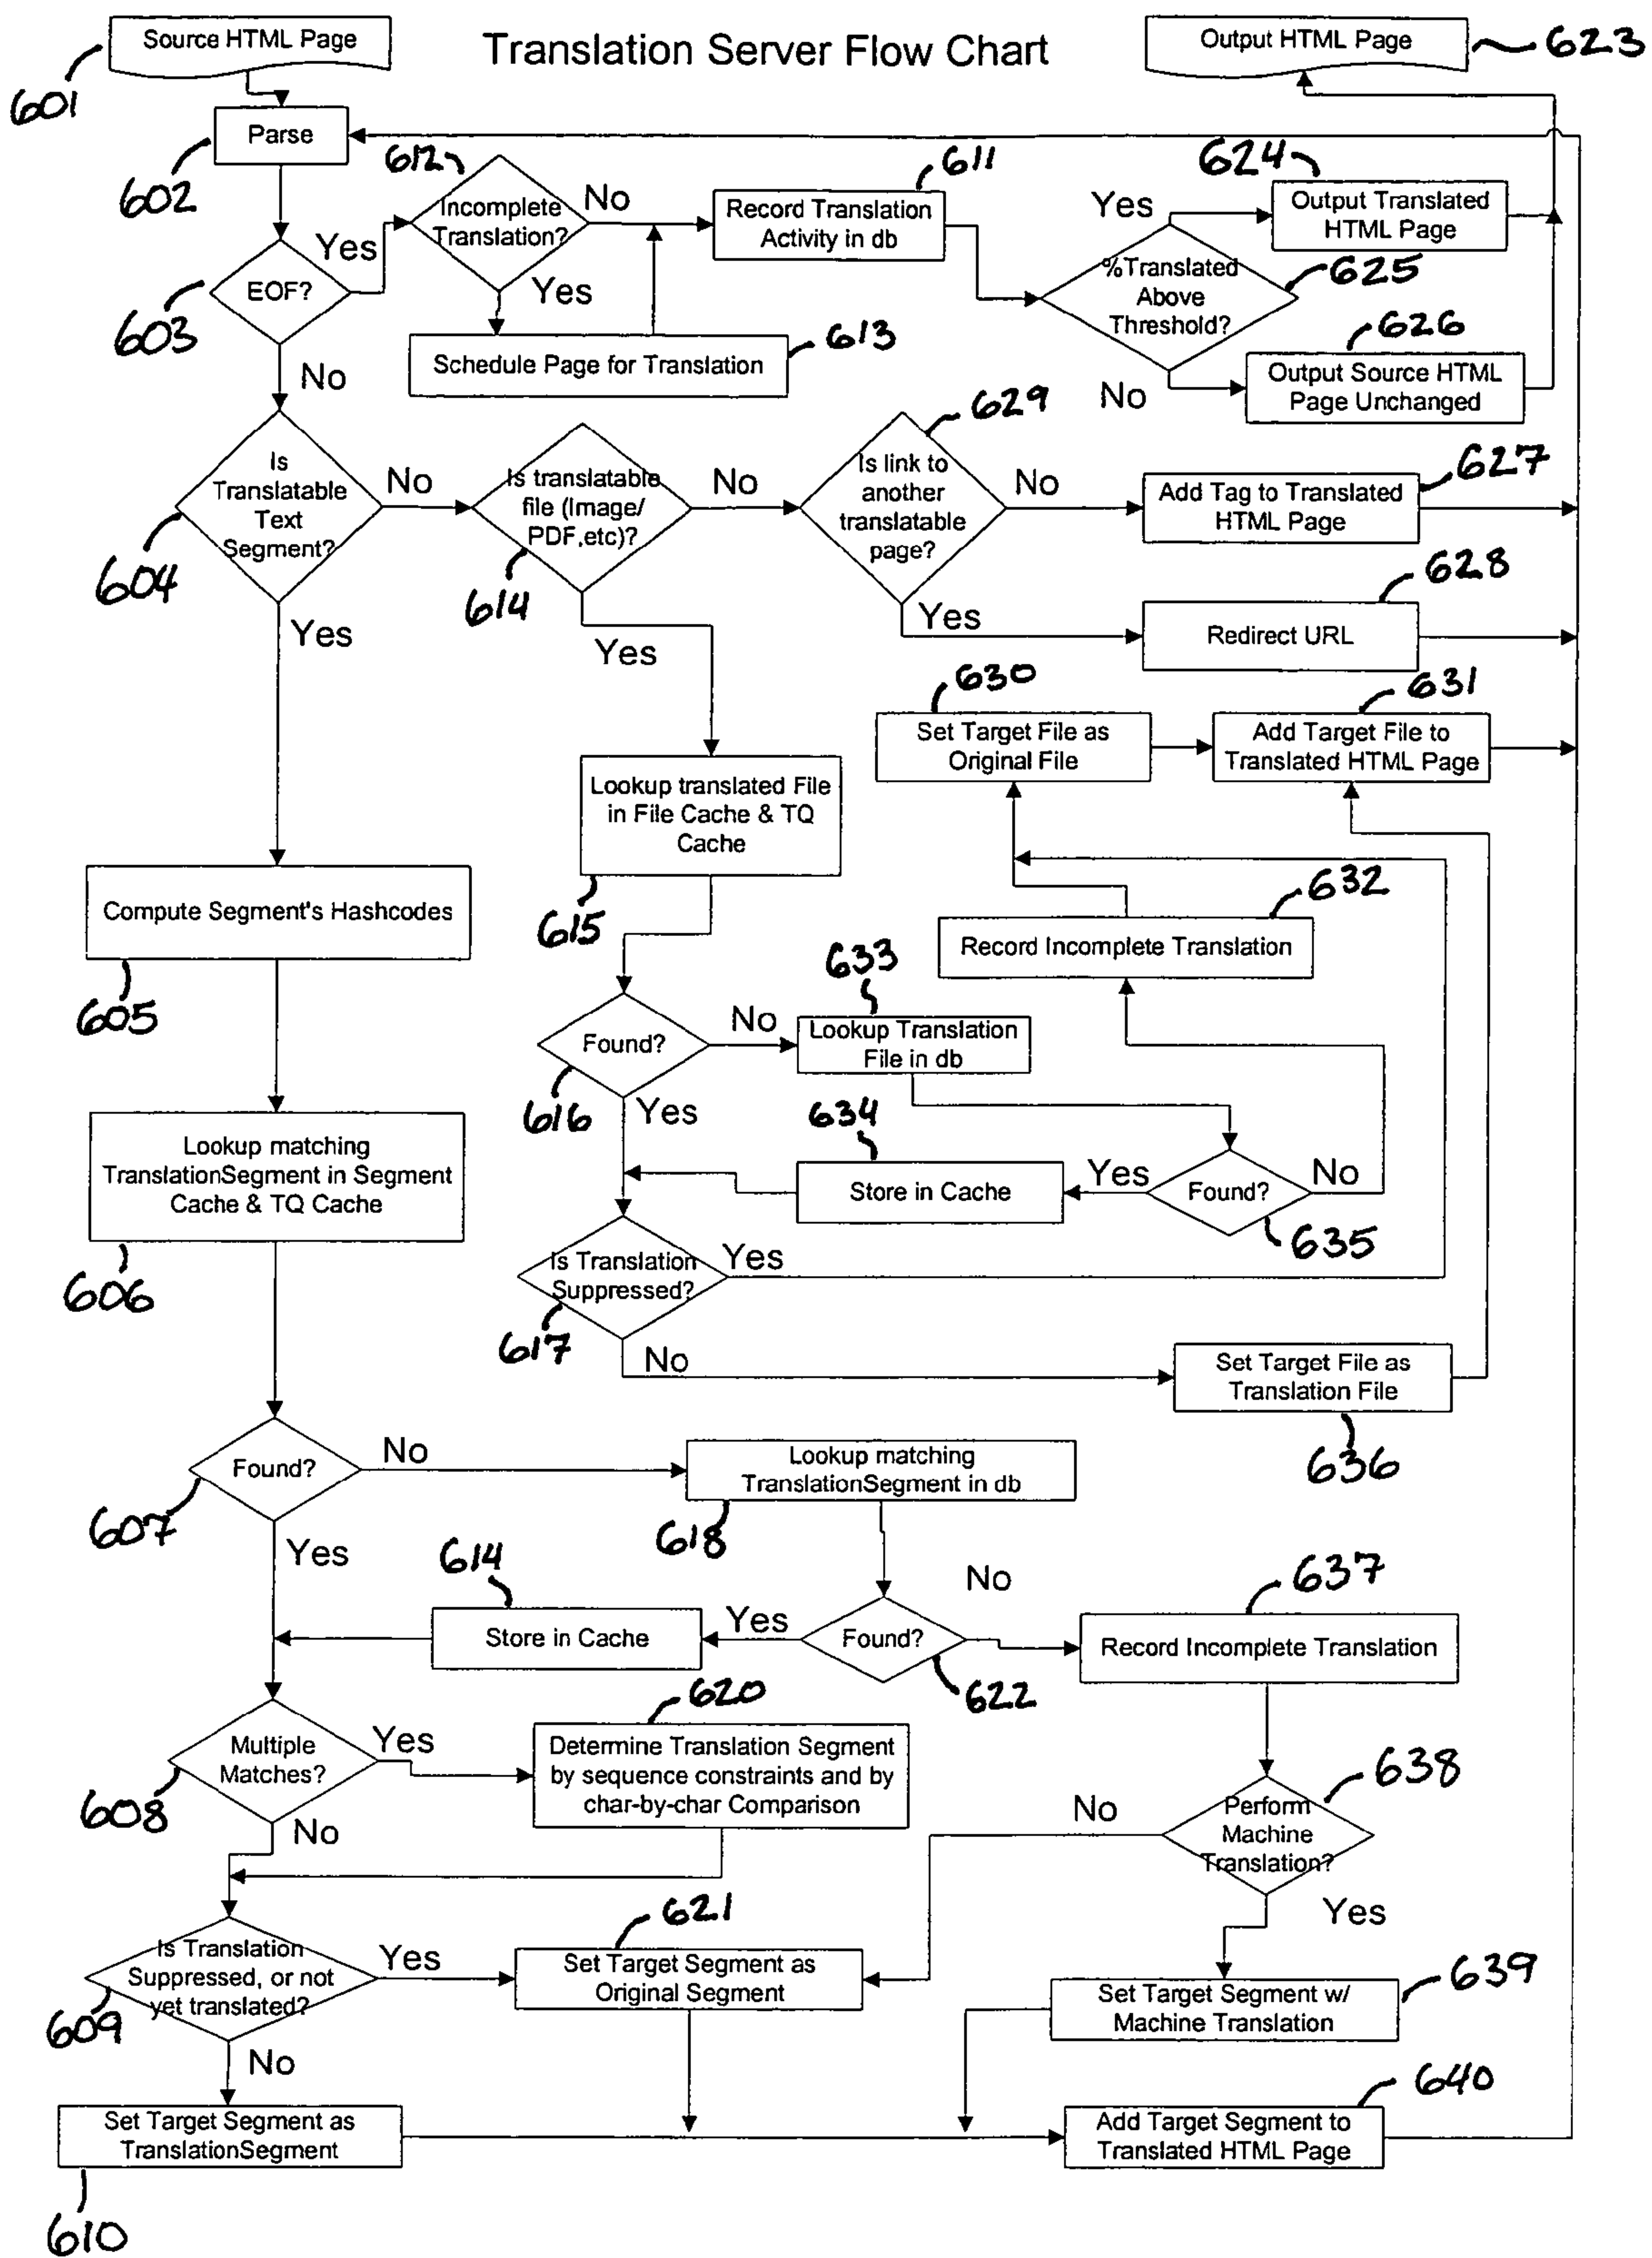 Source HTML Page
Translation Server Flow Chart
Output HTML Page
623
601
Parse
602
612
611
624
Incomplete
Translation?
No
Record Translation
Activity in db
Yes
Output Translated
HTML Page
Yes
EOF?
603
Yes
%Translated
Above
Threshold?
625
626
Schedule Page for Translation
613
No
No
Output Source HTML
Page Unchanged
629
Is
Translatable
Text
Segment?
No
604
Is translatable
file (Image/
PDF,etc)?
No
614
Is link to
another
translatable
page?
No
Add Tag to Translated
HTML Page
627
628
Yes
Yes
Yes
Redirect URL
630
631
Set Target File as
Original File
Add Target File to
Translated HTML Page
Lookup translated File
in File Cache & TQ
Cache
615
Compute Segment's Hashcodes
605
632
Record Incomplete Translation
633
Found?
No
Lookup Translation
File in db
616
Yes
634
Lookup matching
TranslationSegment in Segment
Cache & TQ Cache
606
Store in Cache
Yes
Found?
No
635
Is Translation
Suppressed?
Yes
617
No
Set Target File as
Translation File
636
Found?
No
Lookup matching
TranslationSegment in db
607
618
Yes
614
No
637
Store in Cache
Yes
Found?
Record Incomplete Translation
622
620
Multiple
Matches?
Yes
Determine Translation Segment
by sequence constraints and by
char-by-char Comparison
608
No
No
Perform
Machine
Translation?
638
Yes
621
Is Translation
Suppressed, or not
yet translated?
Yes
Set Target Segment as
Original Segment
609
No
Set Target Segment w/
Machine Translation
639
640
Set Target Segment as
TranslationSegment
Add Target Segment to
Translated HTML Page
610